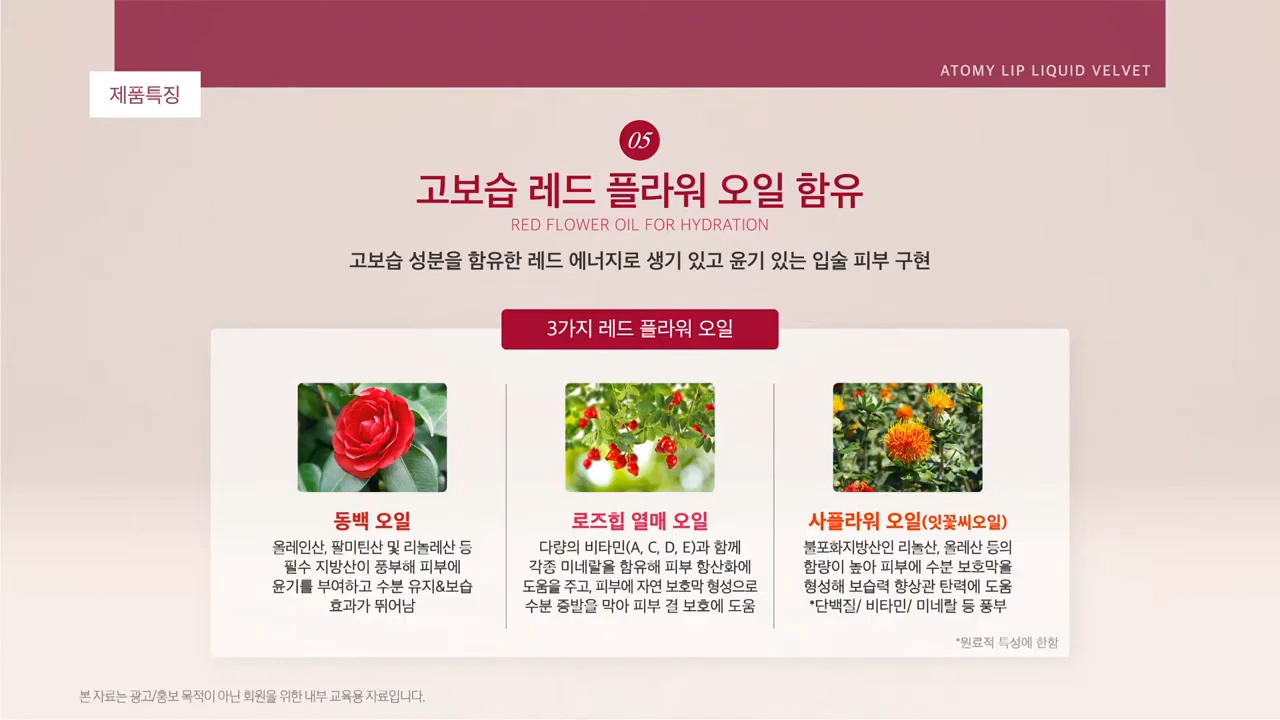 ATOMY LIP LIQUID VELVET
제품특징
05
고보습 레드 플라워 오일 함유
RED FLOWER OIL FOR HYDRATION
고보습 성분을 함유한 레드 에너지로 생기 있고 윤기 있는 입술 피부 구현
3가지 레드 플라워 오일
동백 오일
올레인산, 팔미틴산 및 리놀레산 등
필수 지방산이 풍부해 피부에
윤기를 부여하고 수분 유지&보습
효과가 뛰어남
로즈힙 열매 오일
다량의 비타민(A, C, D, E)과 함께
각종 미네랄을 함유해 피부 항산화에
도움을 주고, 피부에 자연 보호막 형성으로
수분 증발을 막아 피부 결 보호에 도움
사플라워 오일(잇꽃씨오일)
불포화지방산인 리놀산, 올레산 등의
함량이 높아 피부에 수분 보호막을
형성해 보습력 향상관 탄력에 도움
*단백질/ 비타민/ 미네랄 등 풍부
*원료적 특성에 한함
본 자료는 광고/홍보 목적이 아닌 회원을 위한 내부 교육용 자료입니다.